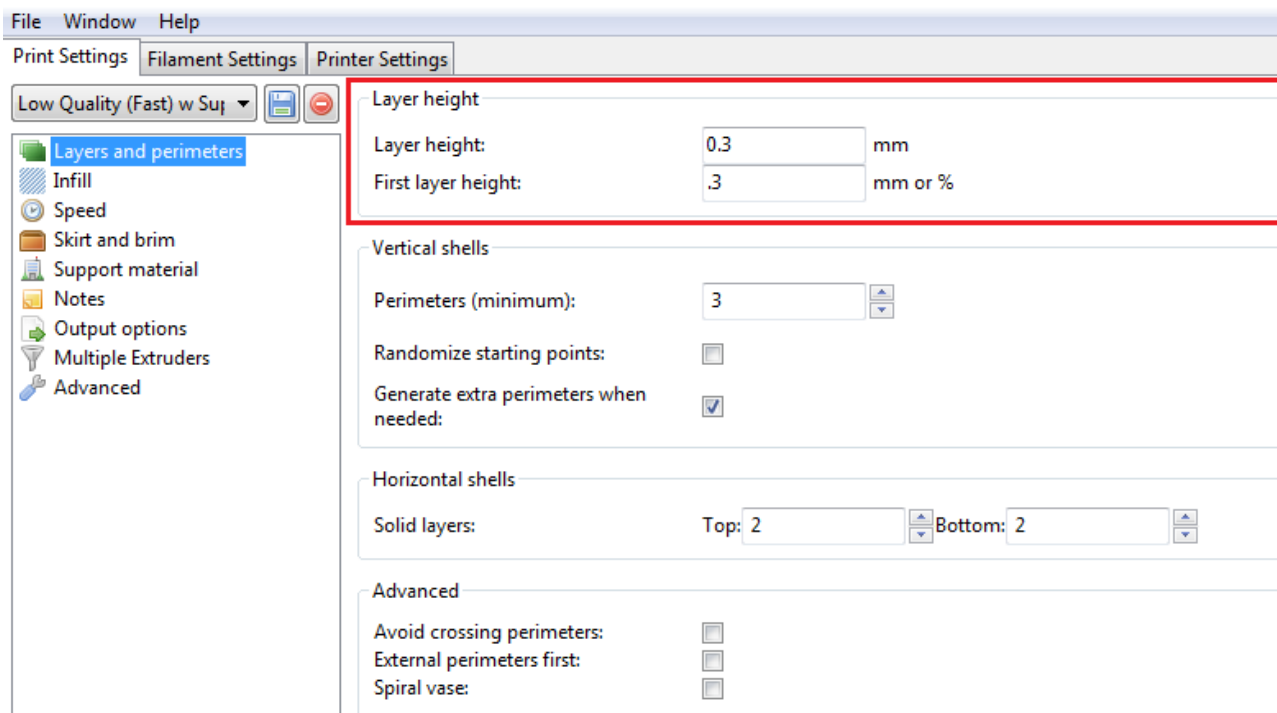 File Window Help
Print Settings Filament Settings Printer Settings
Low Quality (Fast) w Sup
Layers and perimeters
Infill
Speed
Skirt and brim
Support material
Notes
Output options
Multiple Extruders
Advanced
Layer height
Layer height: 0.3 mm
First layer height: .3 mm or %
Vertical shells
Perimeters (minimum): 3
Randomize starting points:
Generate extra perimeters when
needed:
Horizontal shells
Solid layers: Top: 2 Bottom: 2
Advanced
Avoid crossing perimeters:
External perimeters first:
Spiral vase: